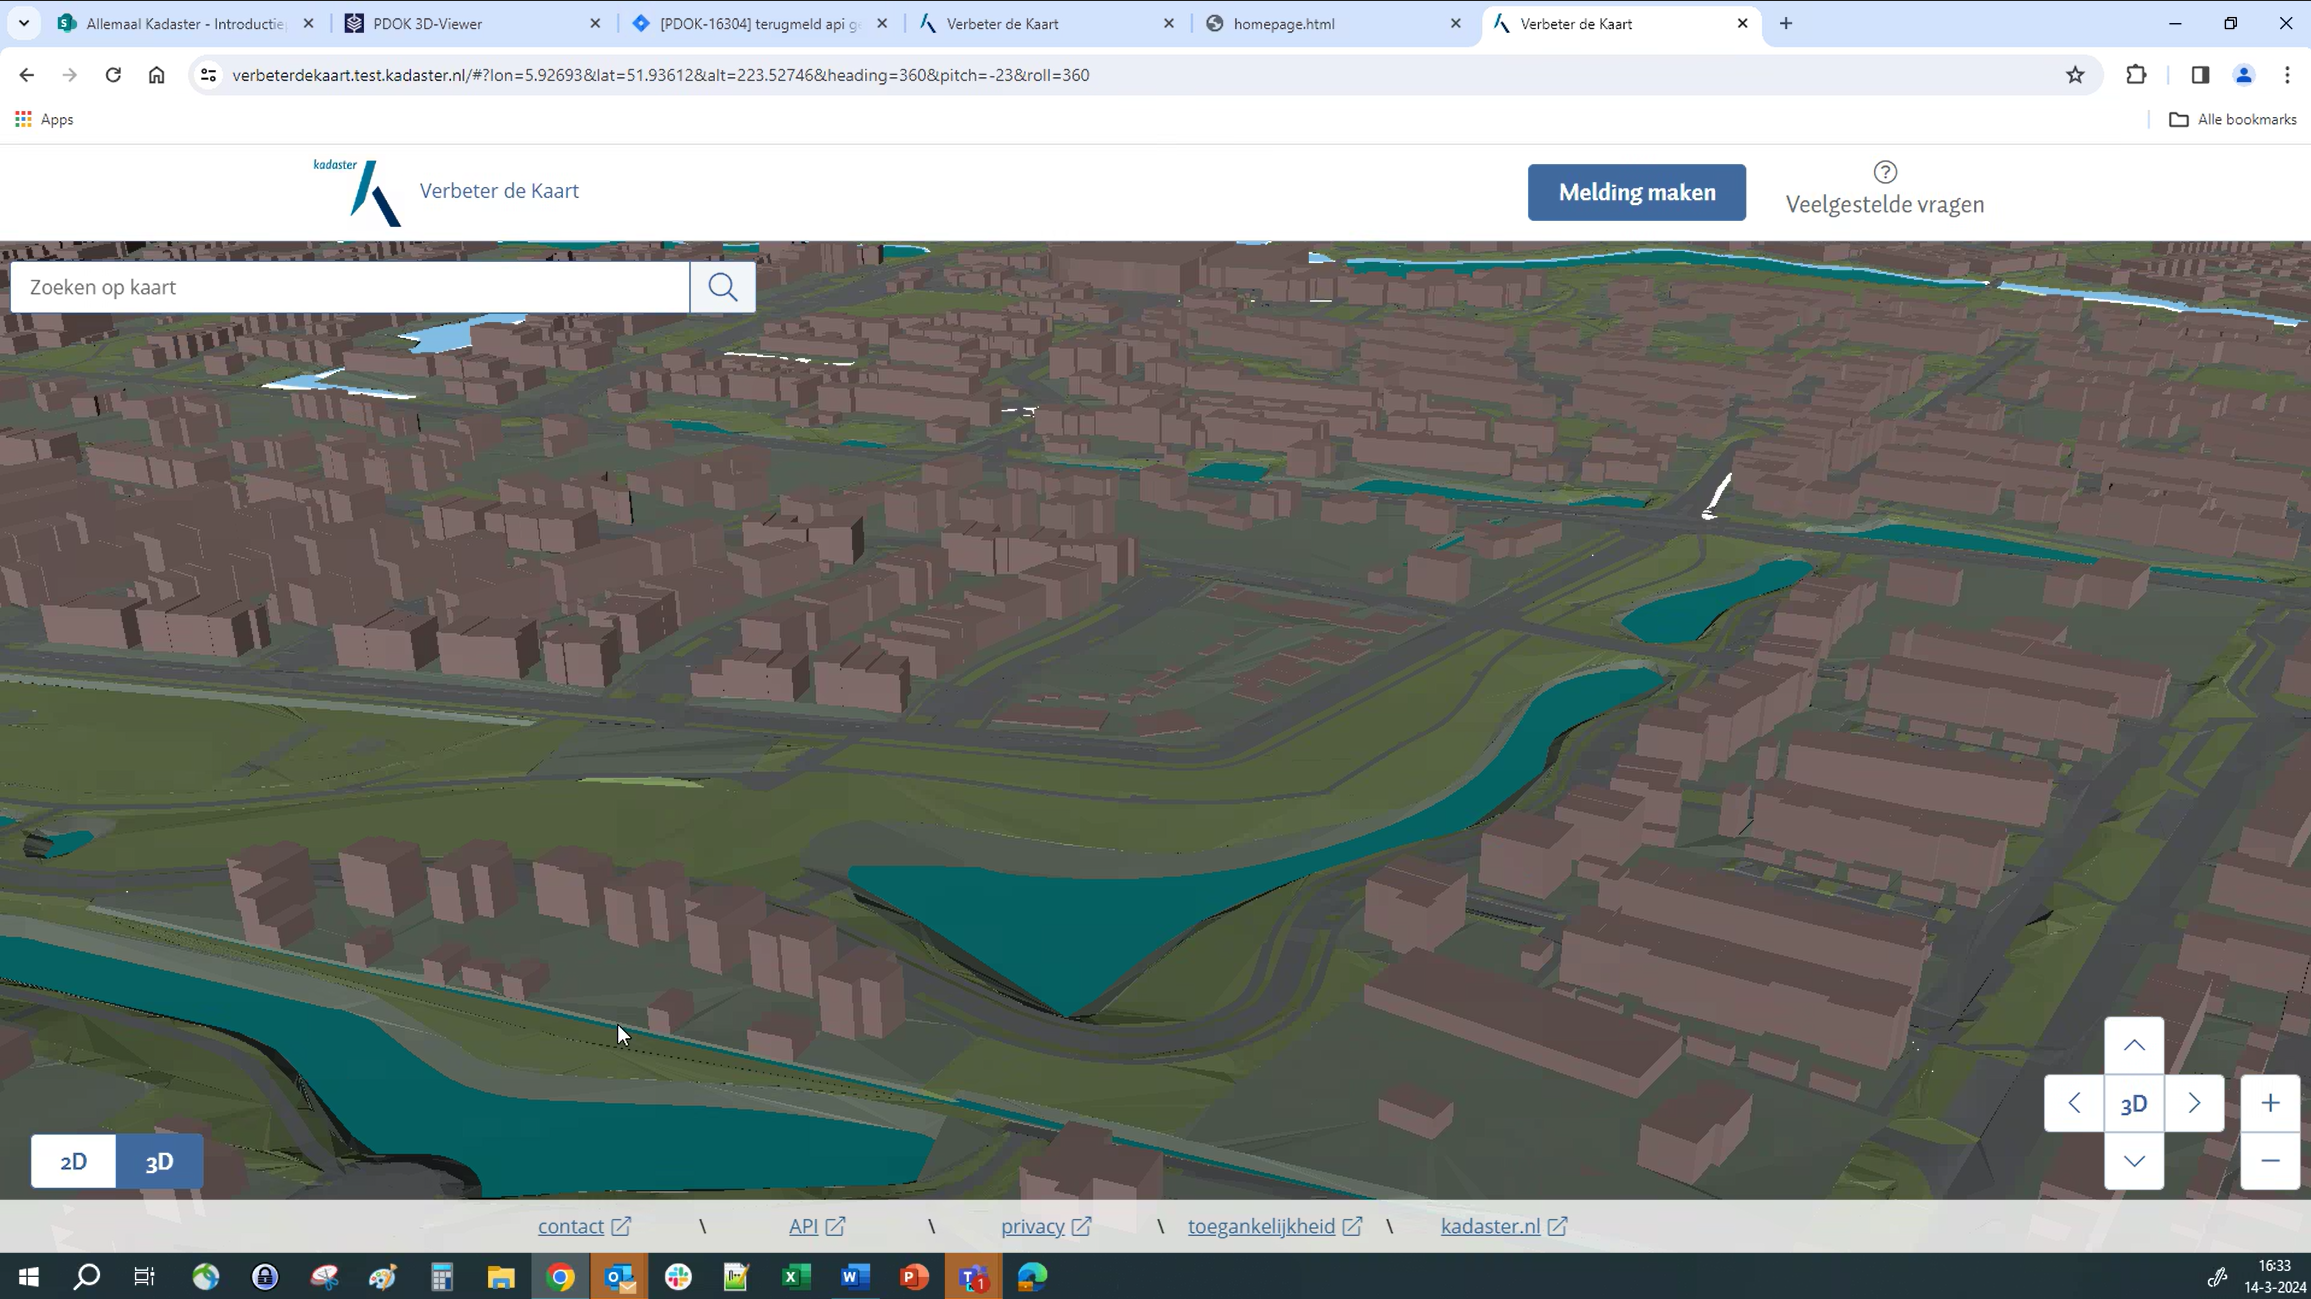 Allemaal Kadaster - Introductie
PDOK 3D-Viewer
[PDOK-16304] terugmeld api ge
Verbeter de Kaart
homepage.html
Verbeter de Kaart
verbeterdekaart.test.kadaster.nl/#?lon=5.92693&lat=51.93612&alt=223.52746&heading=360&pitch=-23&roll=360
Apps
Alle bookmarks
kadaster
Verbeter de Kaart
Melding maken
Veelgestelde vragen
Zoeken op kaart
3D
2D
3D
contact \ API \ privacy \ toegankelijkheid \ kadaster.nl
16:33
14-3-2024